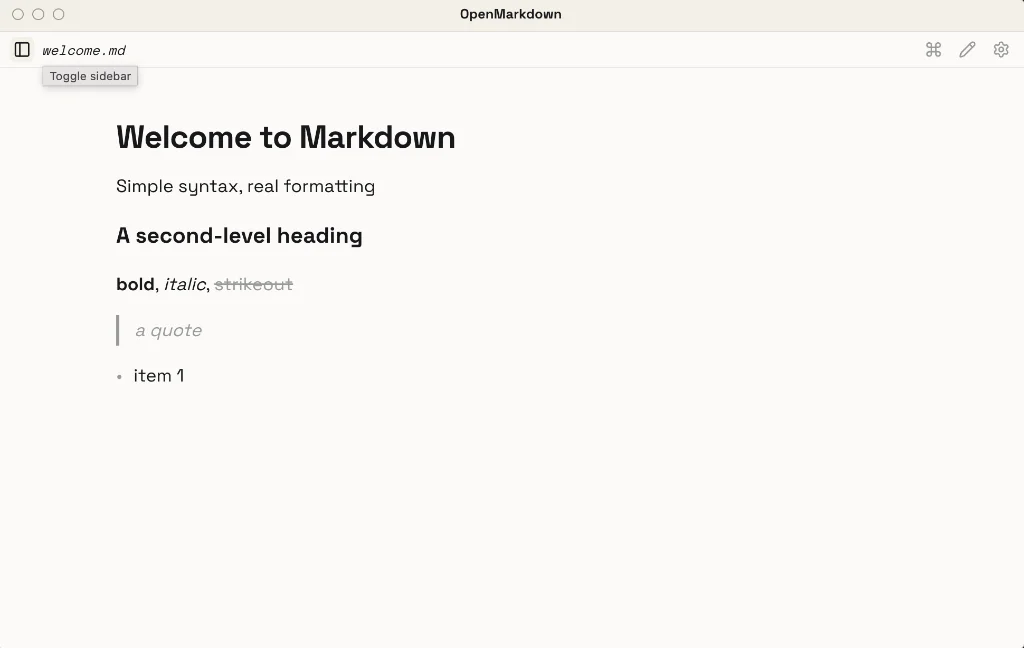 OpenMarkdown
welcome.md
Toggle sidebar
Welcome to Markdown
Simple syntax, real formatting
A second-level heading
bold, italic, strikeout
a quote
• item 1